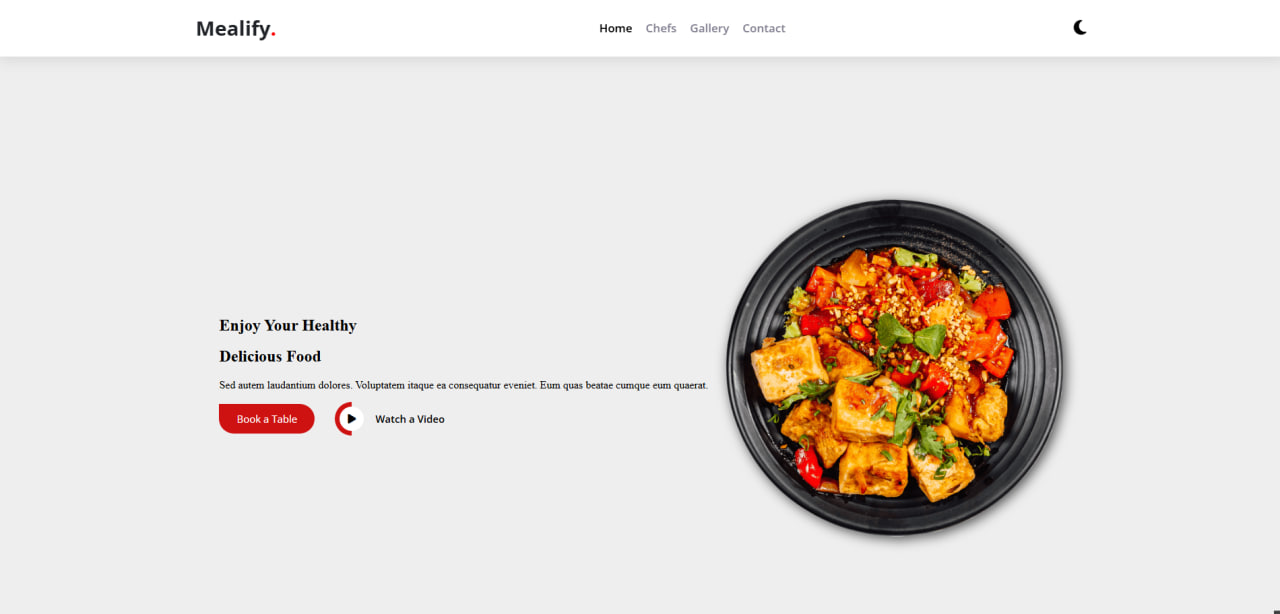 Mealify.
Home Chefs Gallery Contact
Enjoy Your Healthy
Delicious Food
Sed autem laudantium dolores. Voluptatem itaque ea consequatur eveniet. Eum quas beatae cumque eum quaerat.
Book a Table Watch a Video